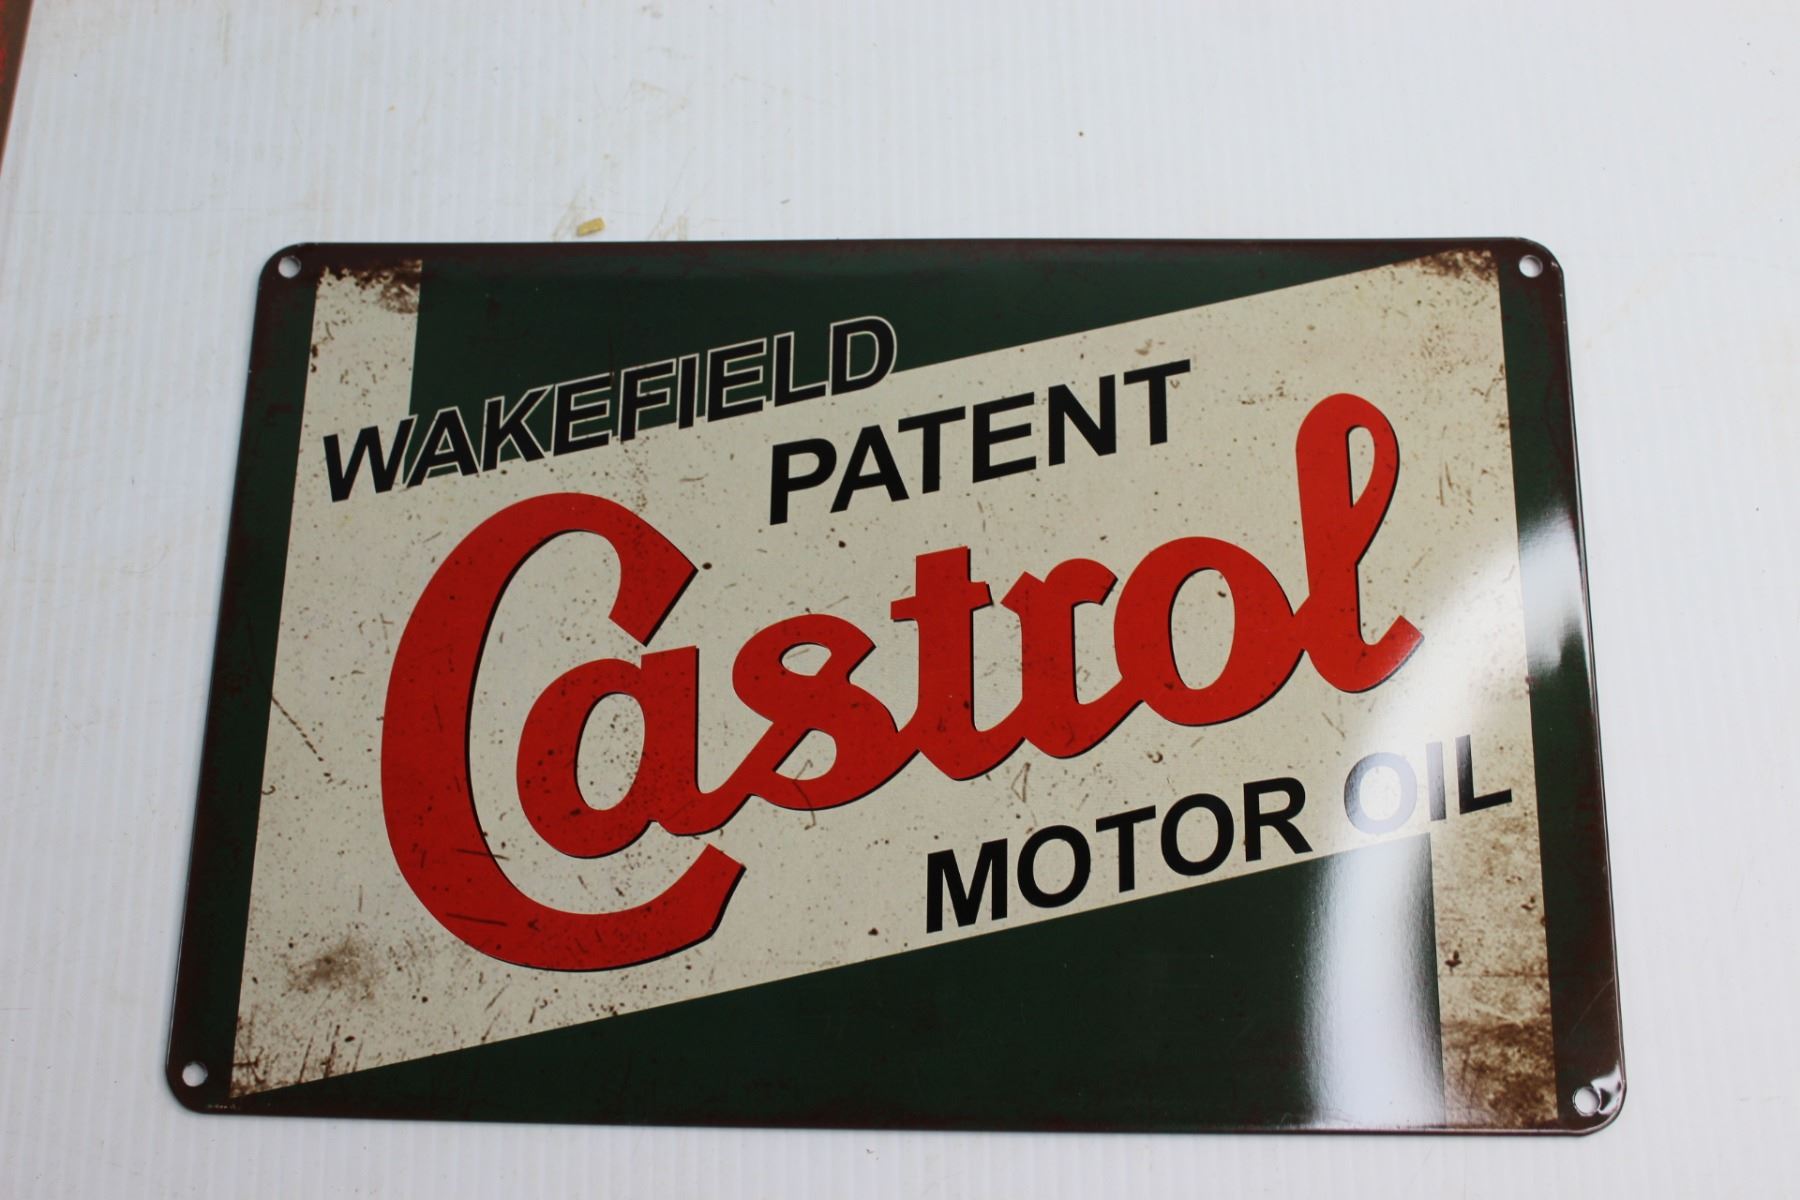 WAKEFIELD
PATENT
Castrol
MOTOR OIL